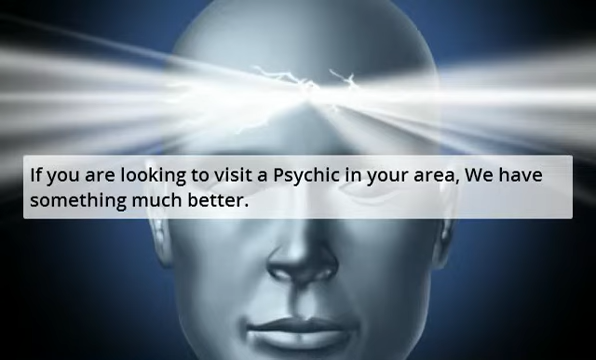 If you are looking to visit a Psychic in your area, We have
something much better.